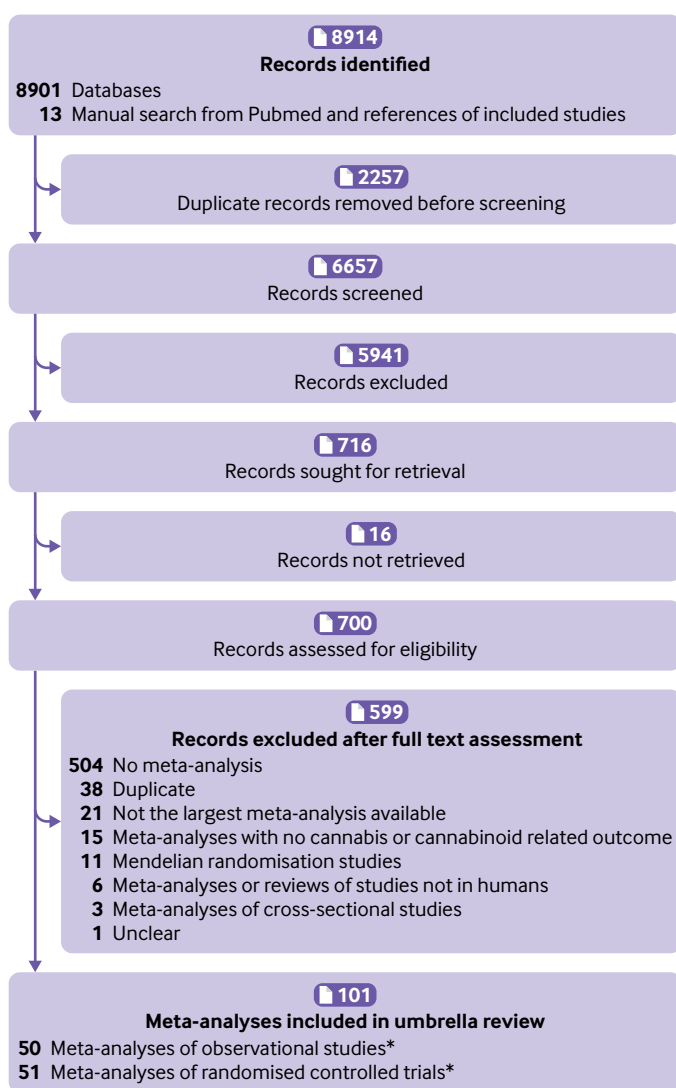 8914
Records identified
8901 Databases
13 Manual search from Pubmed and references of included studies
2257
Duplicate records removed before screening
6657
Records screened
5941
Records excluded
716
Records sought for retrieval
16
Records not retrieved
700
Records assessed for eligibility
599
Records excluded after full text assessment
504 No meta-analysis
38 Duplicate
21 Not the largest meta-analysis available
15 Meta-analyses with no cannabis or cannabinoid related outcome
11 Mendelian randomisation studies
6 Meta-analyses or reviews of studies not in humans
3 Meta-analyses of cross-sectional studies
1 Unclear
101
Meta-analyses included in umbrella review
50 Meta-analyses of observational studies*
51 Meta-analyses of randomised controlled trials*